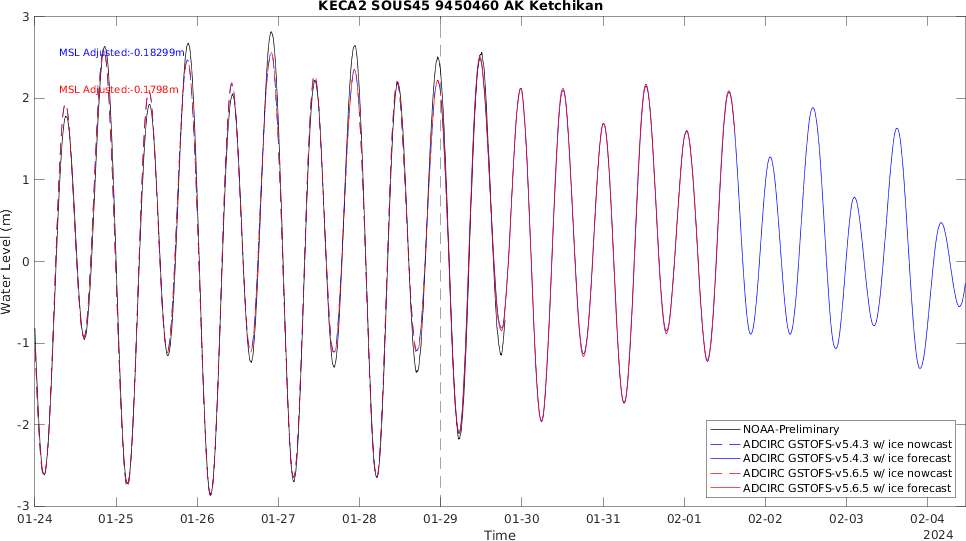 KECA2 SOUS45 9450460 AK Ketchikan
3
MSL Adjusted:-0.18299m
MSL Adjusted:-0.1798m
2
1
0
-1
-2
-3
Water Level (m)
NOAA-Preliminary
ADCIRC GSTOFS-v5.4.3 w/ ice nowcast
ADCIRC GSTOFS-v5.4.3 w/ ice forecast
ADCIRC GSTOFS-v5.6.5 w/ ice nowcast
ADCIRC GSTOFS-v5.6.5 w/ ice forecast
01-24 01-25 01-26 01-27 01-28 01-29 01-30 01-31 02-01 02-02 02-03 02-04
Time
2024